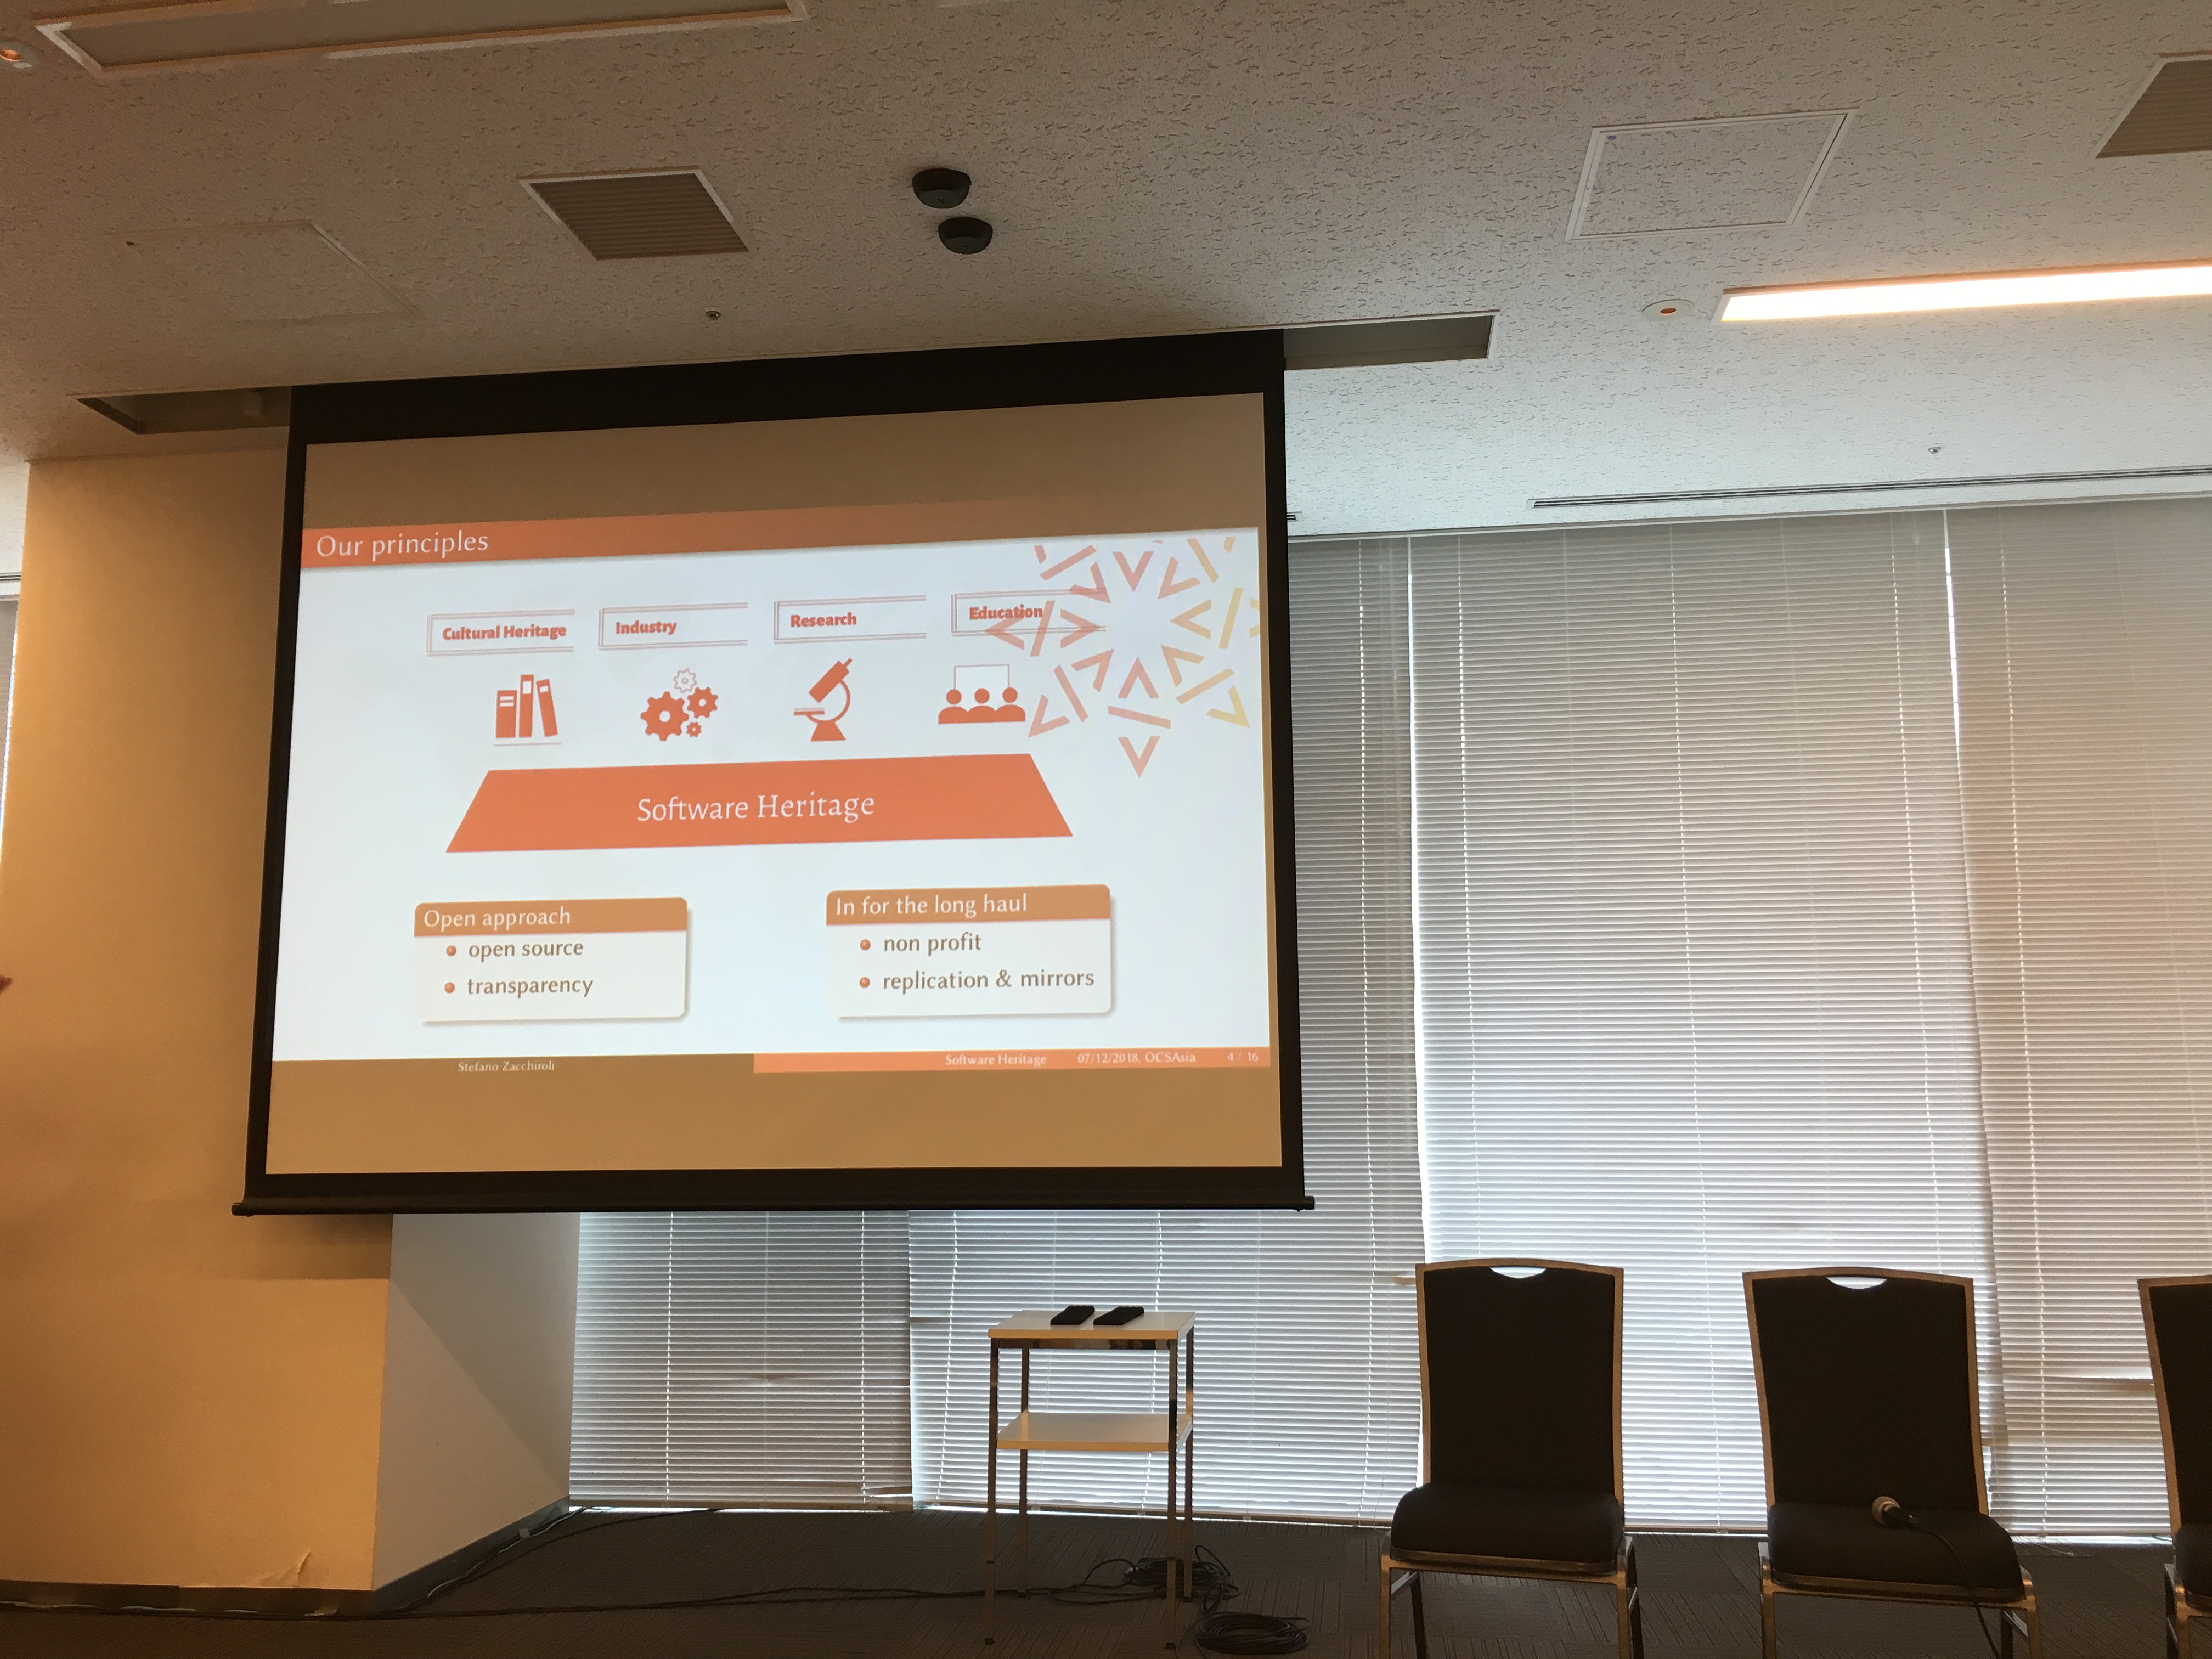 Our principles
Cultural Heritage
Industry
Research
Education
Software Heritage
Open approach
open source
transparency
In for the long haul
non profit
replication & mirrors
Stefano Zacchiroli
Software Heritage
07/12/2018, OCSAsia
4 / 16